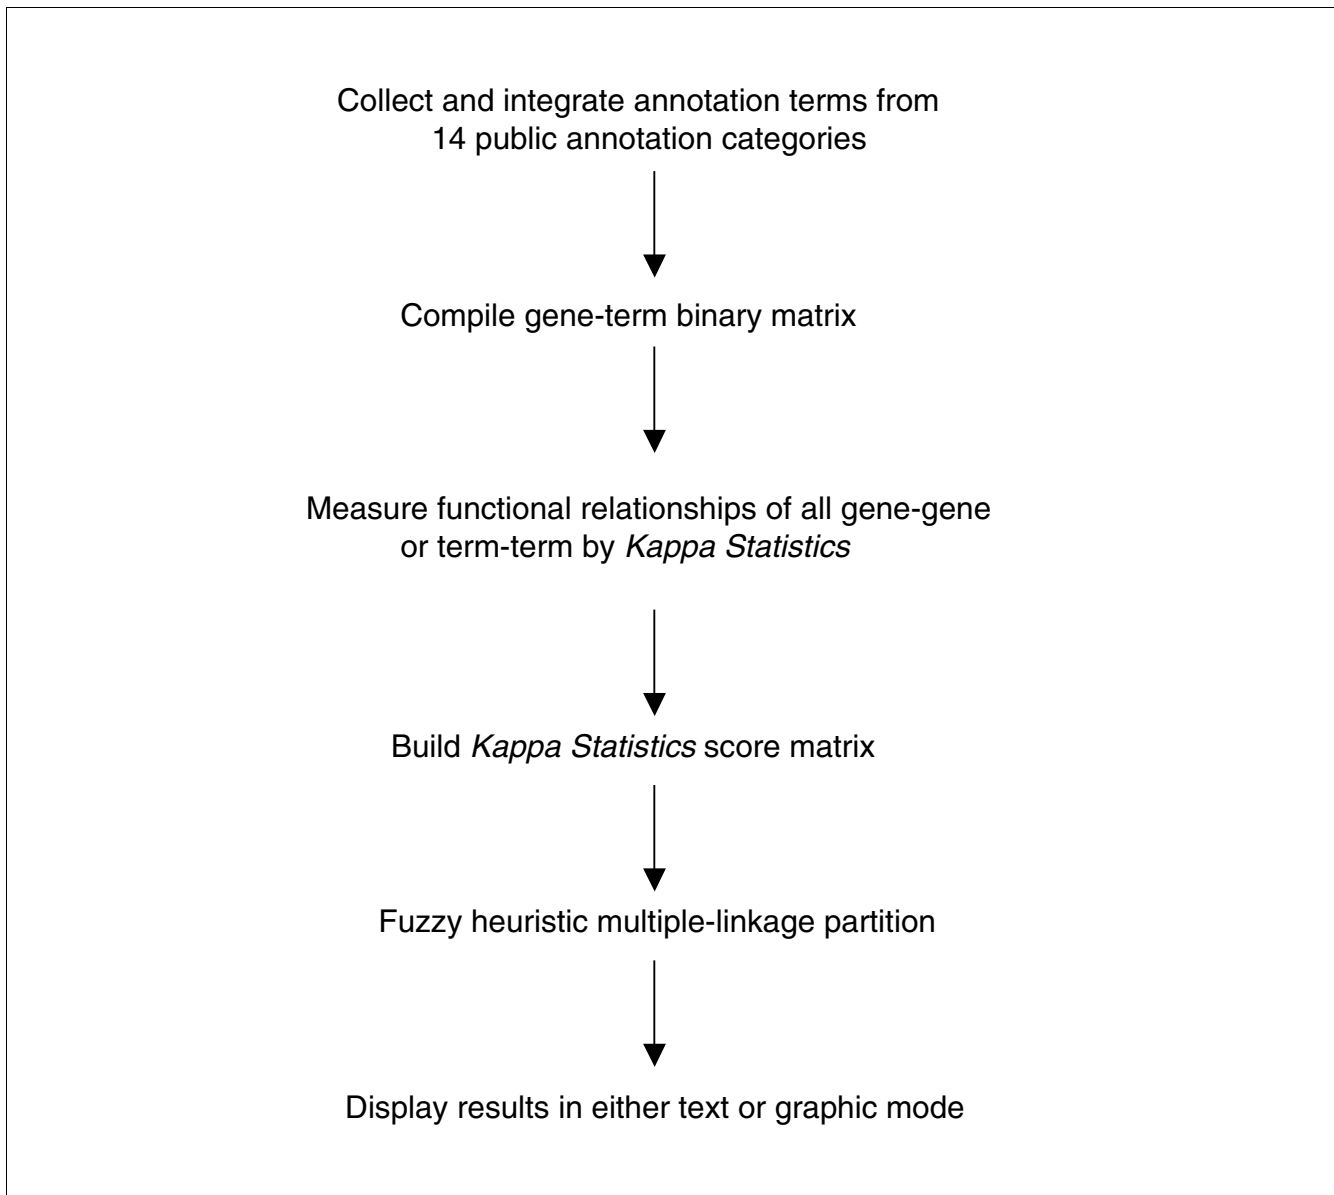 Collect and integrate annotation terms from
14 public annotation categories
Compile gene-term binary matrix
Measure functional relationships of all gene-gene
or term-term by Kappa Statistics
Build Kappa Statistics score matrix
Fuzzy heuristic multiple-linkage partition
Display results in either text or graphic mode